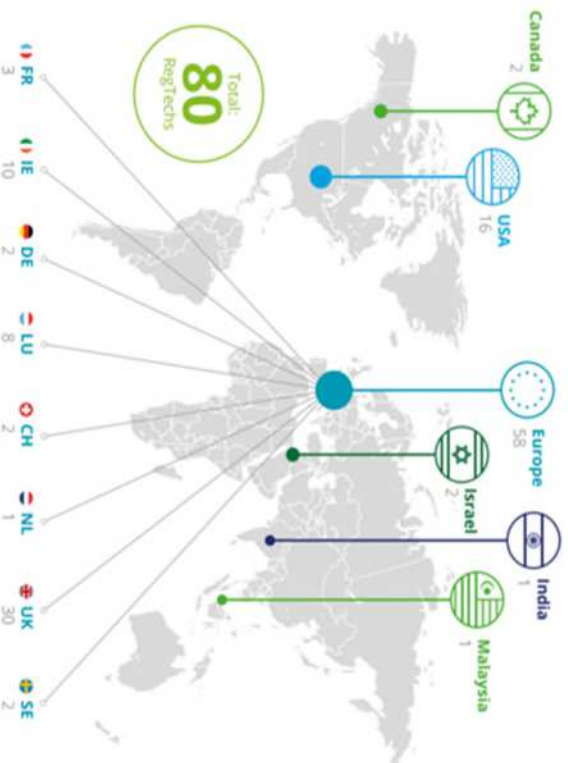 Canada
2
USA
16
Europe
58
Israel
2
India
1
Malaysia
1
Total:
80
RegTechs
FR
3
IE
10
DE
2
LU
8
CH
2
NL
1
UK
30
SE
2